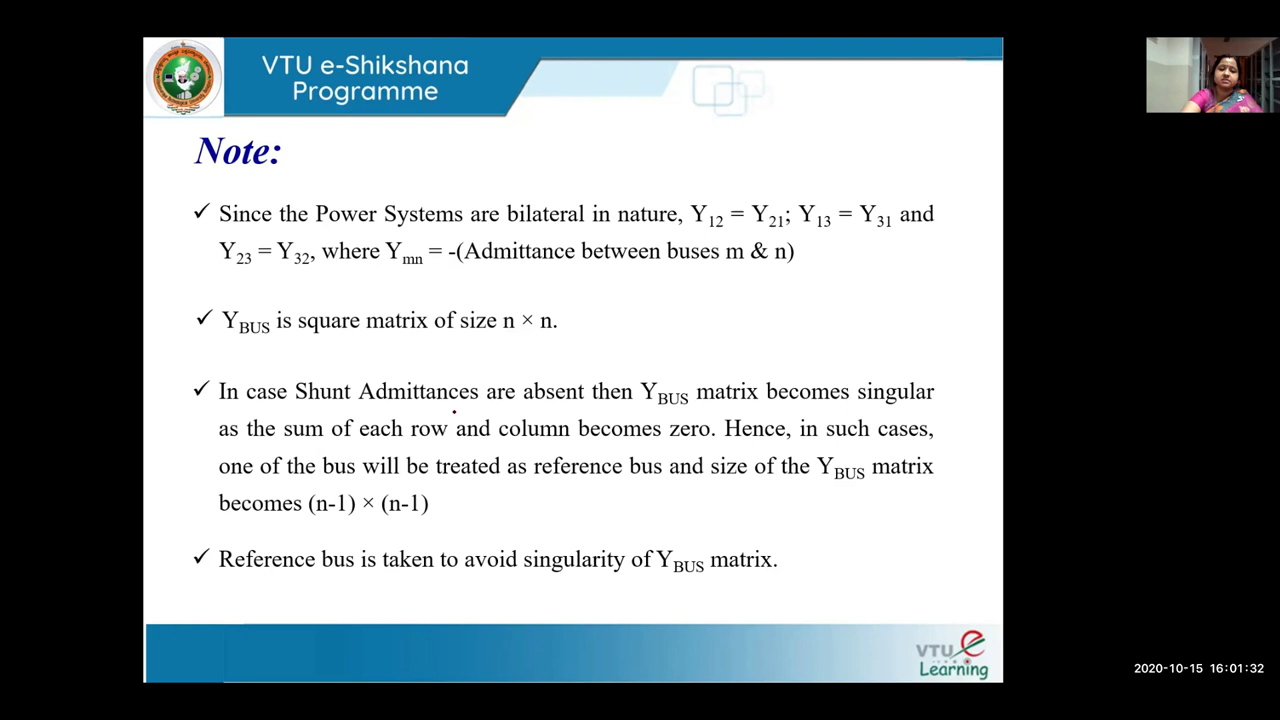 VTU e-Shikshana
Programme
Note:
✓ Since the Power Systems are bilateral in nature, Y12 = Y21; Y13 = Y31 and
Y23 = Y32, where Ymn = -(Admittance between buses m & n)
✓ YBUS is square matrix of size n × n.
✓ In case Shunt Admittances are absent then YBUS matrix becomes singular
as the sum of each row and column becomes zero. Hence, in such cases,
one of the bus will be treated as reference bus and size of the YBUS matrix
becomes (n-1) × (n-1)
✓ Reference bus is taken to avoid singularity of YBUS matrix.
VTU e
Learning
2020-10-15 16:01:32